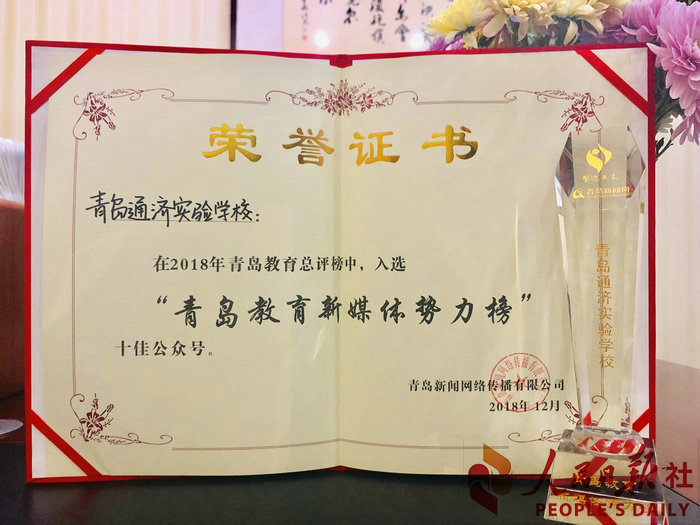 荣誉证书
青岛通济实验学校：
在2018年青岛教育总评榜中，入选
“青岛教育新媒体势力榜”
十佳公众号。
青岛新闻网络传播有限公司
2018年12月
青岛新闻网
青岛通济实验学校
人民日报社
PEOPLE'S DAILY